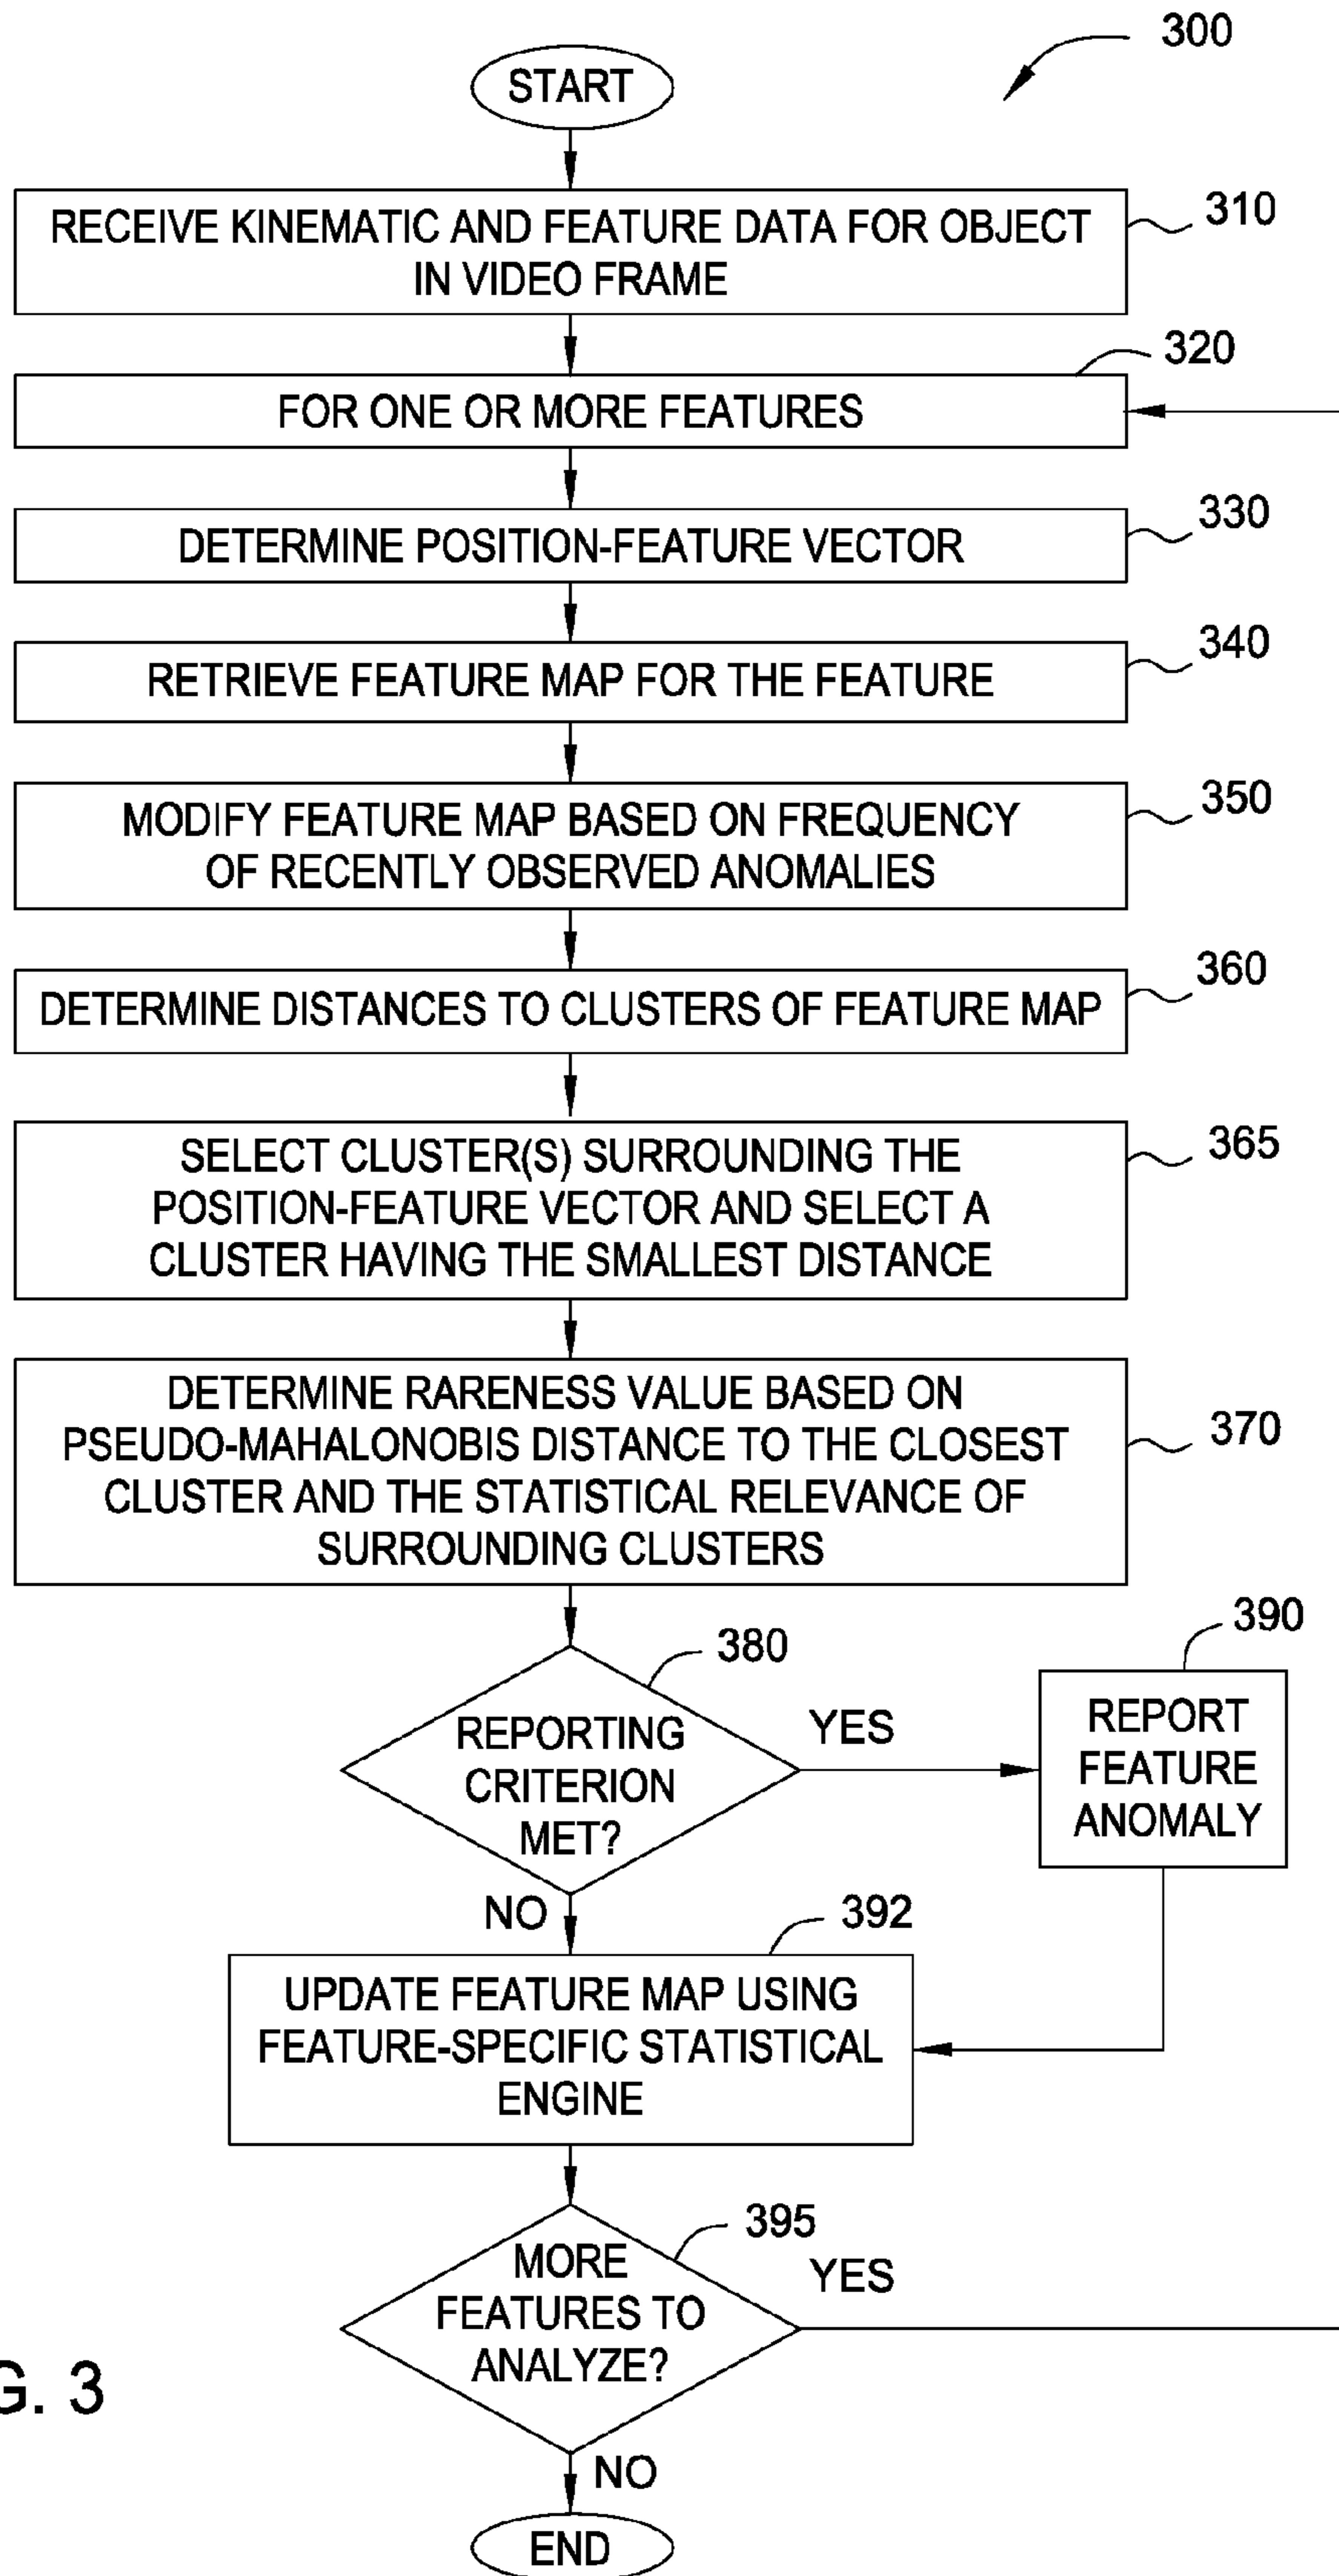 300
START
RECEIVE KINEMATIC AND FEATURE DATA FOR OBJECT
IN VIDEO FRAME
310
320
FOR ONE OR MORE FEATURES
330
DETERMINE POSITION-FEATURE VECTOR
340
RETRIEVE FEATURE MAP FOR THE FEATURE
350
MODIFY FEATURE MAP BASED ON FREQUENCY
OF RECENTLY OBSERVED ANOMALIES
360
DETERMINE DISTANCES TO CLUSTERS OF FEATURE MAP
365
SELECT CLUSTER(S) SURROUNDING THE
POSITION-FEATURE VECTOR AND SELECT A
CLUSTER HAVING THE SMALLEST DISTANCE
DETERMINE RARENESS VALUE BASED ON
PSEUDO-MAHALONOBIS DISTANCE TO THE CLOSEST
CLUSTER AND THE STATISTICAL RELEVANCE OF
SURROUNDING CLUSTERS
370
380
REPORTING
CRITERION
MET?
YES
390
REPORT
FEATURE
ANOMALY
NO
392
UPDATE FEATURE MAP USING
FEATURE-SPECIFIC STATISTICAL
ENGINE
395
MORE
FEATURES TO
ANALYZE?
YES
G. 3
NO
END